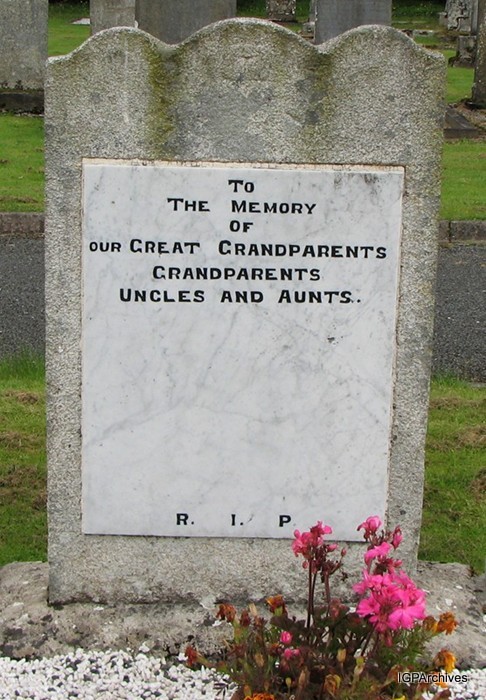 To
The Memory
of
our Great Grandparents
Grandparents
Uncles and Aunts..
R. I. P
IGPArchives